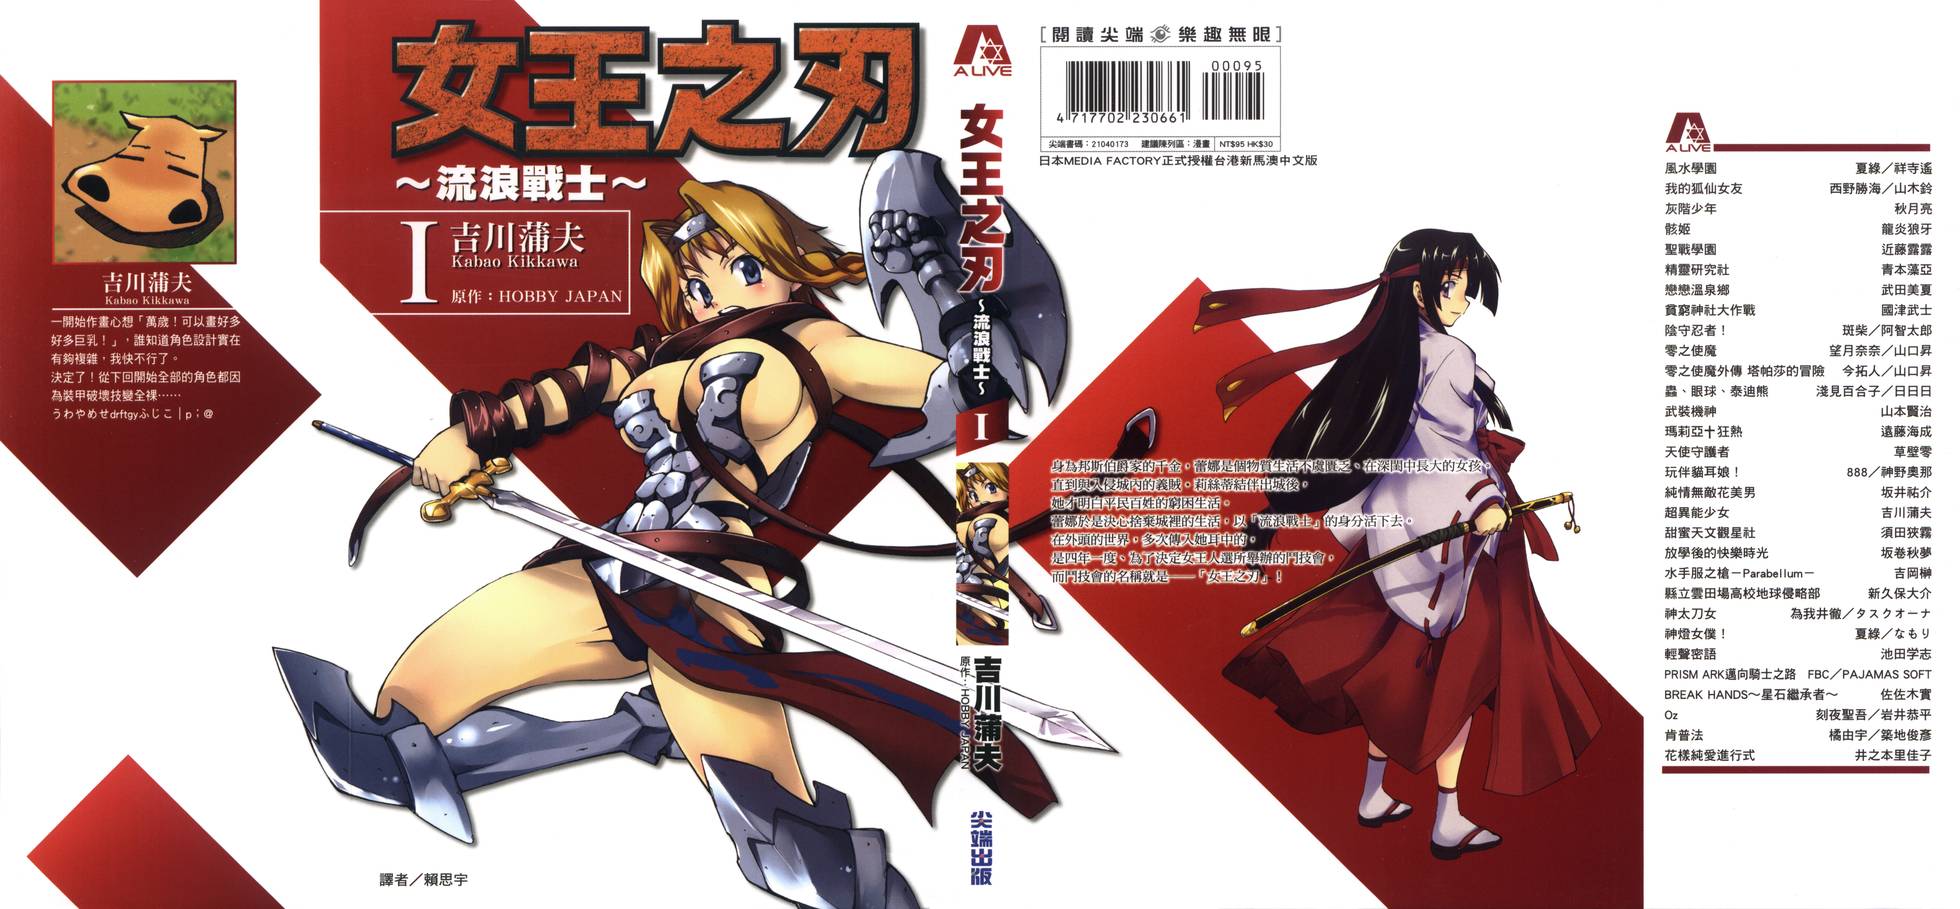 吉川蒲夫
Kabao Kikkawa
一開始作畫心想「萬歲！可以畫好多
好多巨乳！」，誰知道角色設計實在
有夠複雜，我快不行了。
決定了！從下回開始全部的角色都因
為裝甲破壞技變全裸⋯⋯
うわやめせdrftgyふじこ｜p；@
女王之刃
～流浪戰士～
I
吉川蒲夫
Kabao Kikkawa
原作：HOBBY JAPAN
譯者／賴思宇
A LIVE
女王之刃
～流浪戰士～
I
吉川蒲夫
原作：HOBBY JAPAN
尖端出版
[閱讀尖端 樂趣無限]
00095
4 717702 230661
尖端書碼：21040173 建議陳列區：漫畫 NT$95 HK$30
日本MEDIA FACTORY正式授權台港新馬澳中文版
身為邦斯伯爵家的千金，蕾娜是個物質生活不虞匱乏、在深閨中長大的女孩。
直到與入侵城內的義賊．莉絲蒂結伴出城後，
她才明白平民百姓的窮困生活。
蕾娜於是決心捨棄城裡的生活，以「流浪戰士」的身分活下去。
在外頭的世界，多次傳入她耳中的，
是四年一度、為了決定女王人選所舉辦的鬥技會，
而鬥技會的名稱就是——「女王之刃」！
A LIVE
風水學園 夏綠／祥寺遙
我的狐仙女友 西野勝海／山木鈴
灰階少年 秋月亮
骸姬 龍炎狼牙
聖戰學園 近藤露露
精靈研究社 青本藻亞
戀戀溫泉鄉 武田美夏
貧窮神社大作戰 國津武士
陰守忍者！ 斑柴／阿智太郎
零之使魔 望月奈奈／山口昇
零之使魔外傳 塔帕莎的冒險 今拓人／山口昇
蟲、眼球、泰迪熊 淺見百合子／日日日
武裝機神 山本賢治
瑪莉亞十狂熱 遠藤海成
天使守護者 草壁零
玩伴貓耳娘！ 888／神野奧那
純情無敵花美男 坂井祐介
超異能少女 吉川蒲夫
甜蜜天文觀星社 須田狹霧
放學後的快樂時光 坂卷秋夢
水手服之槍－Parabellum－ 吉岡榊
縣立雲田場高校地球侵略部 新久保大介
神太刀女 為我井徹／タスクオーナ
神燈女僕！ 夏綠／なもり
輕聲密語 池田学志
PRISM ARK邁向騎士之路 FBC／PAJAMAS SOFT
BREAK HANDS～星石繼承者～ 佐佐木實
Oz 刻夜聖吾／岩井恭平
肯普法 橘由宇／築地俊彥
花樣純愛進行式 井之本里佳子